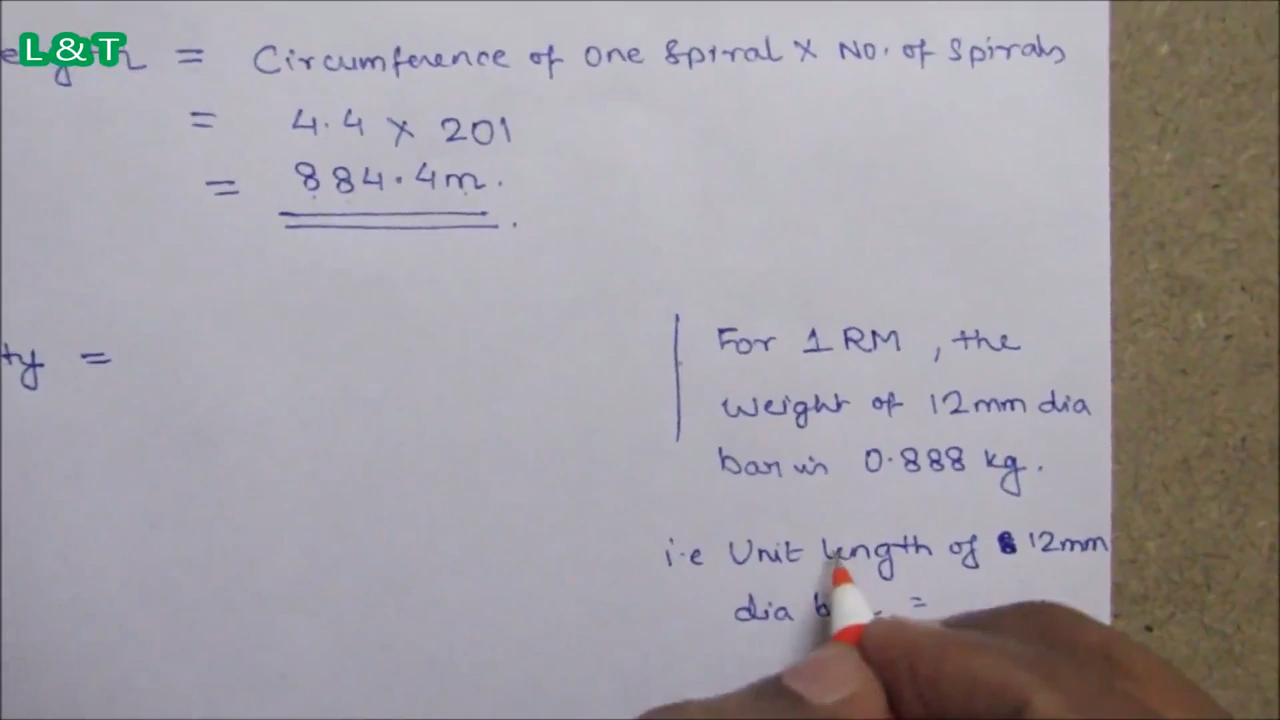 L & T
= Circumference of One Spiral X No. of Spirals
= 4.4 X 201
= 884.4m.
ty =
For 1 RM , the
weight of 12mm dia
bar is 0.888 kg.
i.e Unit length of 12mm
dia =